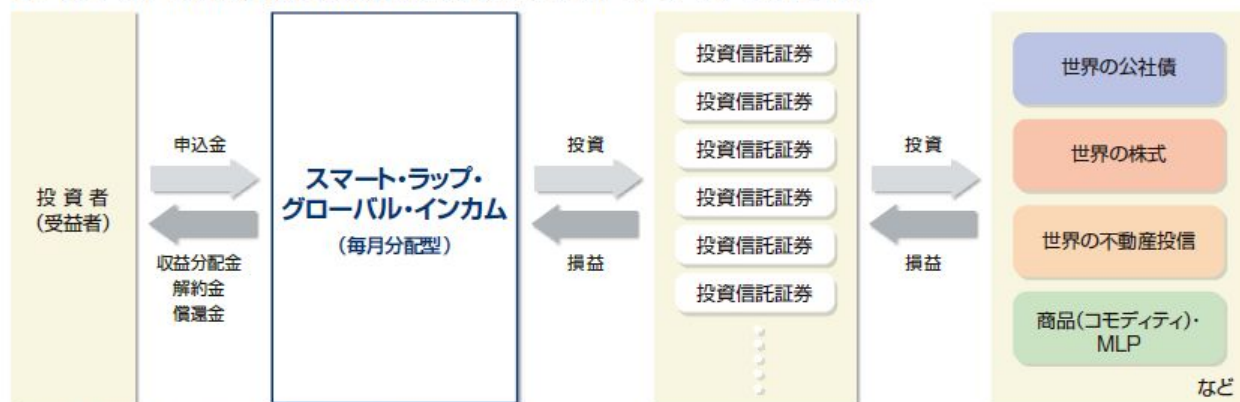 投資者
(受益者)
申込金
収益分配金
解約金
償還金
スマート・ラップ・
グローバル・インカム
(毎月分配型)
投資
損益
投資信託証券
投資信託証券
投資信託証券
投資信託証券
投資信託証券
投資信託証券
投資
損益
世界の公社債
世界の株式
世界の不動産投信
商品(コモディティ)・
MLP
など